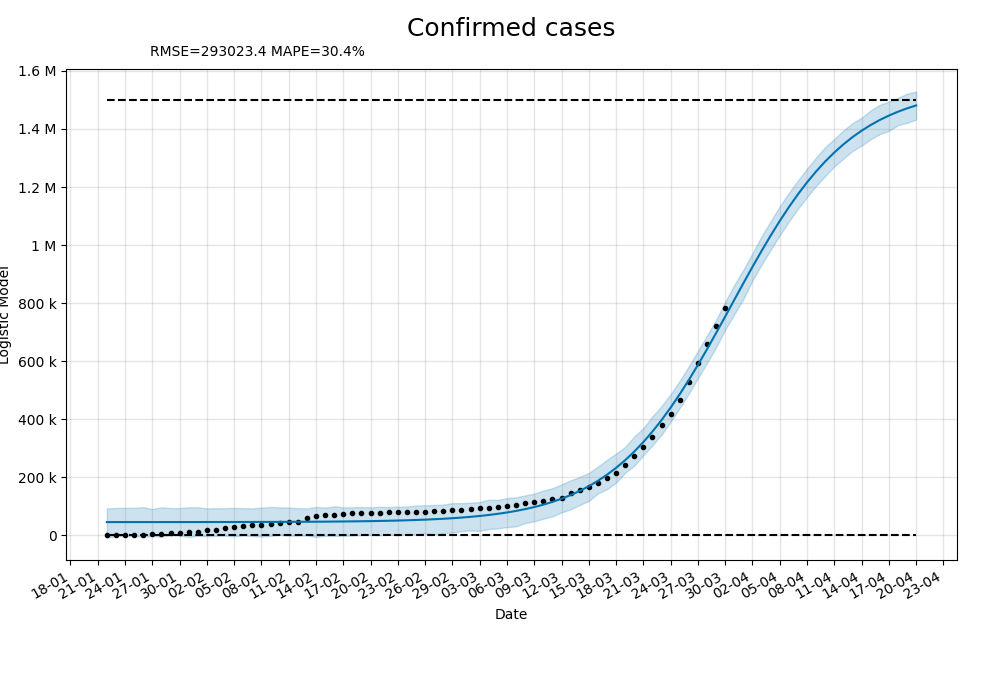 Confirmed cases
RMSE=293023.4 MAPE=30.4%
1.6 M
1.4 M
1.2 M
1 M
800 k
600 k
400 k
200 k
0
Logistic Model
18-01
21-01
24-01
27-01
30-01
02-02
05-02
08-02
11-02
14-02
17-02
20-02
23-02
26-02
29-02
03-03
06-03
09-03
12-03
15-03
18-03
21-03
24-03
27-03
30-03
02-04
05-04
08-04
11-04
14-04
17-04
20-04
23-04
Date